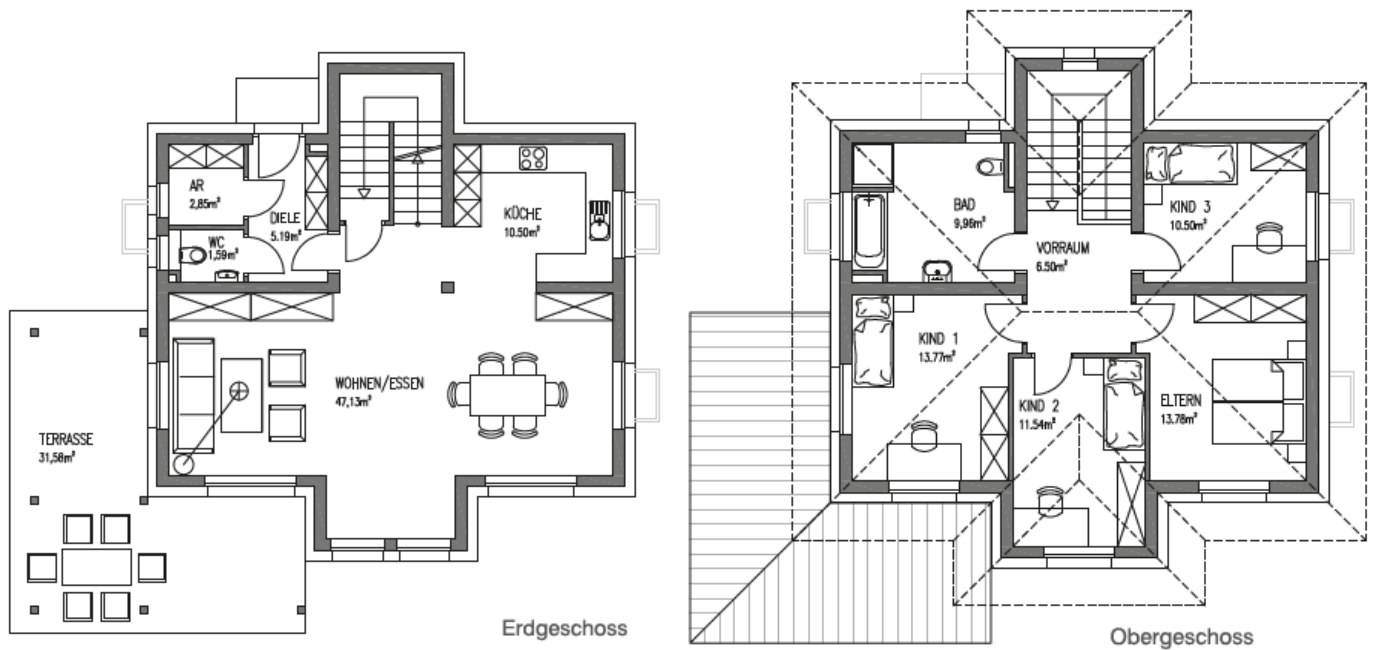 AR
2,85m²
DIELE
5.19m²
WC
1,59m²
KÜCHE
10.50m²
WOHNEN/ESSEN
47,13m²
TERRASSE
31,58m²
Erdgeschoss
BAD
9,96m²
VORRAUM
6.50m²
KIND 3
10.50m²
KIND 1
13.77m²
KIND 2
11.54m²
ELTERN
13.78m²
Obergeschoss